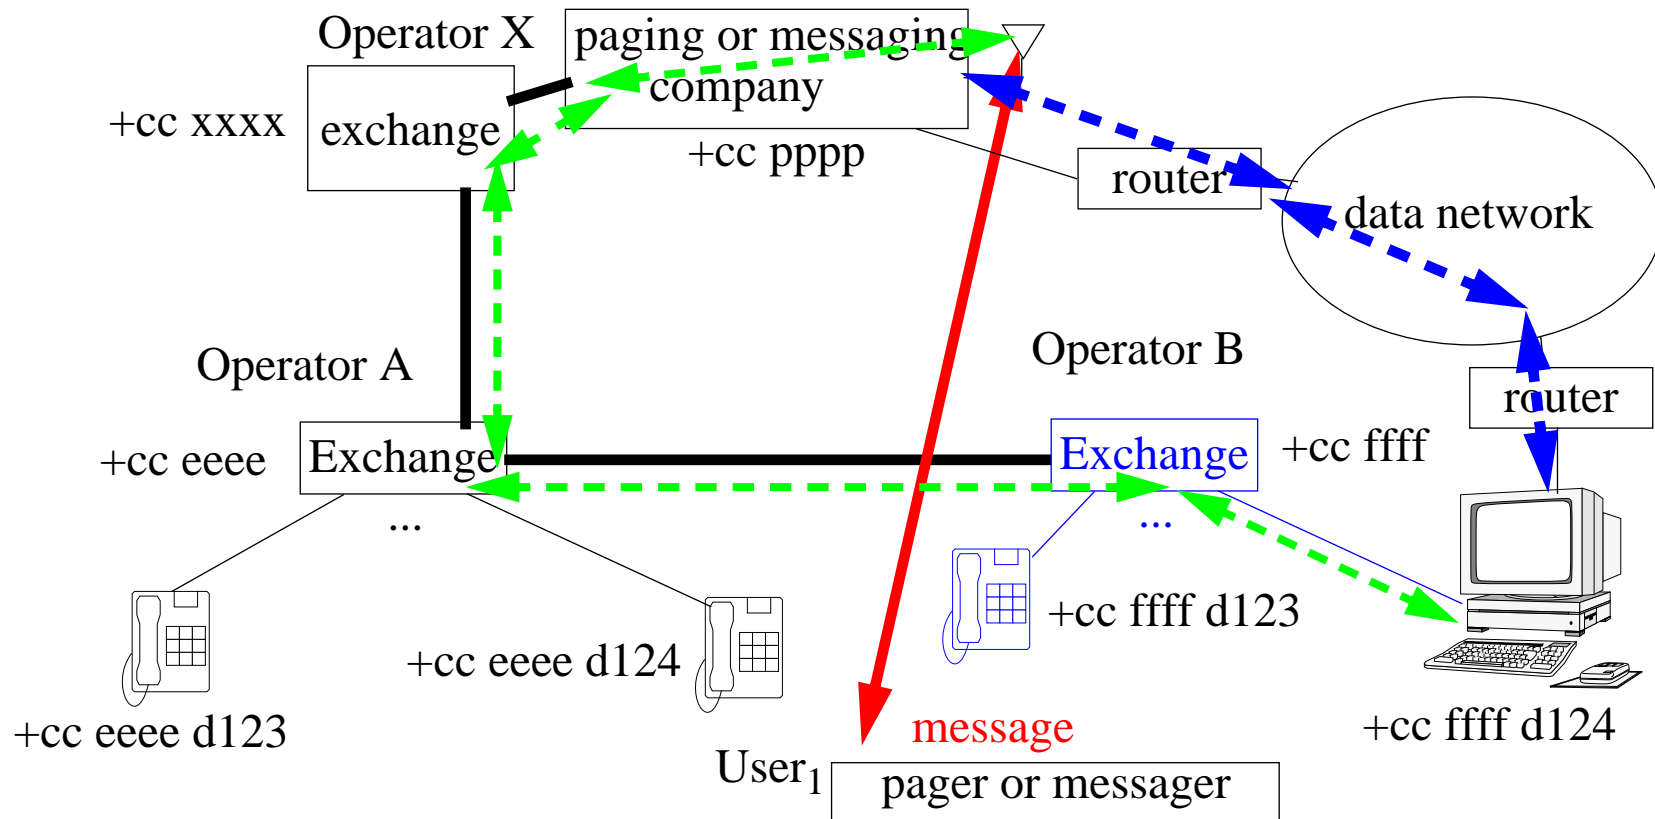 Operator X
paging or messaging
company
+cc xxxx
exchange
+cc pppp
router
data network
Operator A
Operator B
router
+cc eeee
Exchange
Exchange
+cc ffff
...
...
+cc ffff d123
+cc eeee d124
+cc eeee d123
+cc ffff d124
message
User1
pager or messager